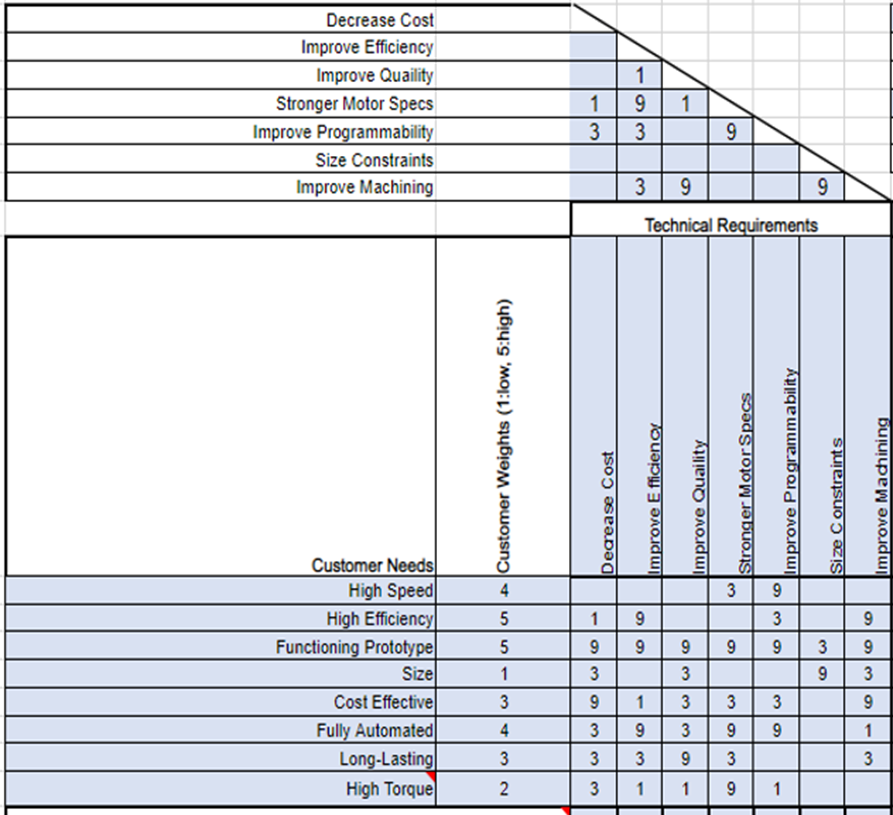 Decrease Cost
Improve Efficiency
Improve Quaility 1
Stronger Motor Specs 1 9 1
Improve Programmability 3 3 9
Size Constraints
Improve Machining 3 9 9
Technical Requirements
Customer Needs
Customer Weights (1:low, 5:high)
Decrease Cost
Improve Efficiency
Improve Quaility
Stronger Motor Specs
Improve Programmability
Size Constraints
Improve Machining
High Speed 4 3 9
High Efficiency 5 1 9 3 9
Functioning Prototype 5 9 9 9 9 9 3 9
Size 1 3 3 9 3
Cost Effective 3 9 1 3 3 3 9
Fully Automated 4 3 9 3 9 9 1
Long-Lasting 3 3 3 9 3 3
High Torque 2 3 1 1 9 1